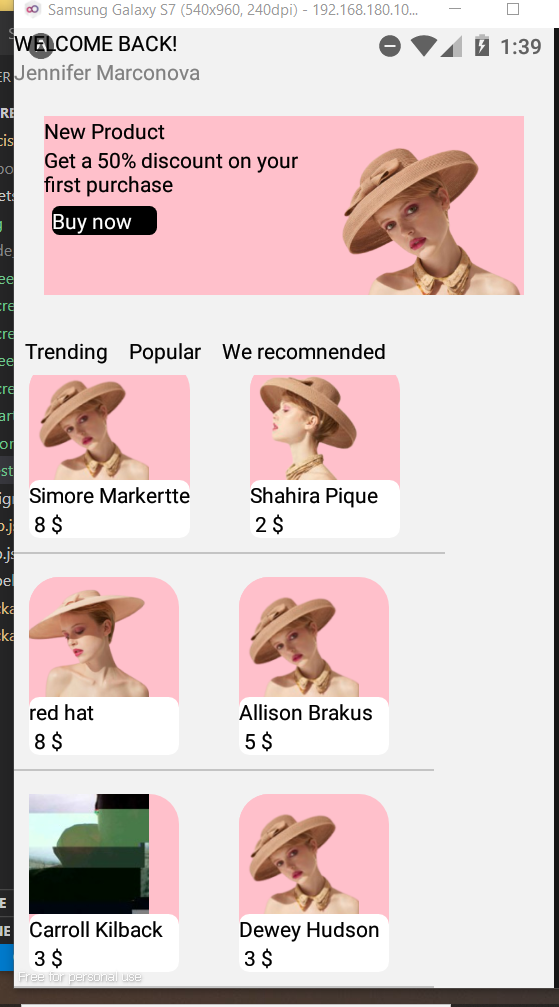 Samsung Galaxy S7 (540x960, 240dpi) - 192.168.180.10...
WELCOME BACK!
1:39
Jennifer Marconova
New Product
Get a 50% discount on your
first purchase
Buy now
Trending Popular We recomnended
Simore Markertte Shahira Pique
8 $ 2 $
red hat Allison Brakus
8 $ 5 $
Carroll Kilback Dewey Hudson
3 $ 3 $
Free for personal use